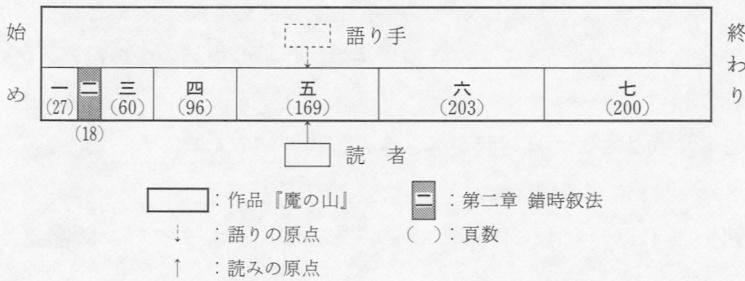 始め
語り手
終わり
一 二 三 四 五 六 七
(27) (60) (96) (169) (203) (200)
(18)
読 者
：作品『魔の山』
二：第二章 錯時叙法
↓：語りの原点
( )：頁数
↑：読みの原点